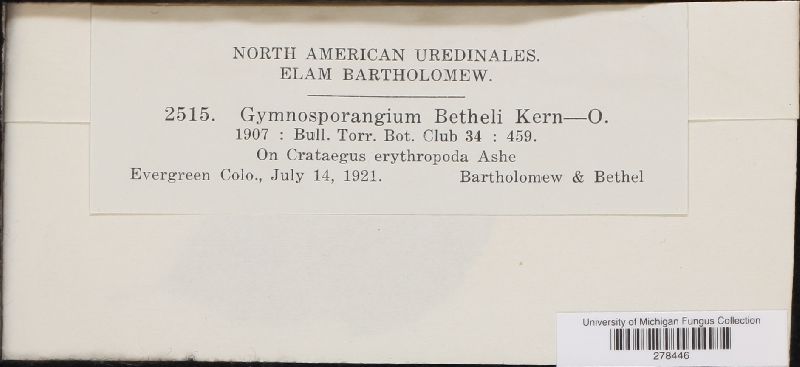 NORTH AMERICAN UREDINALES.
ELAM BARTHOLOMEW.
2515. Gymnosporangium Betheli Kern—O.
1907 : Bull. Torr. Bot. Club 34 : 459.
On Crataegus erythropoda Ashe
Evergreen Colo., July 14, 1921. Bartholomew & Bethel
University of Michigan Fungus Collection
278446